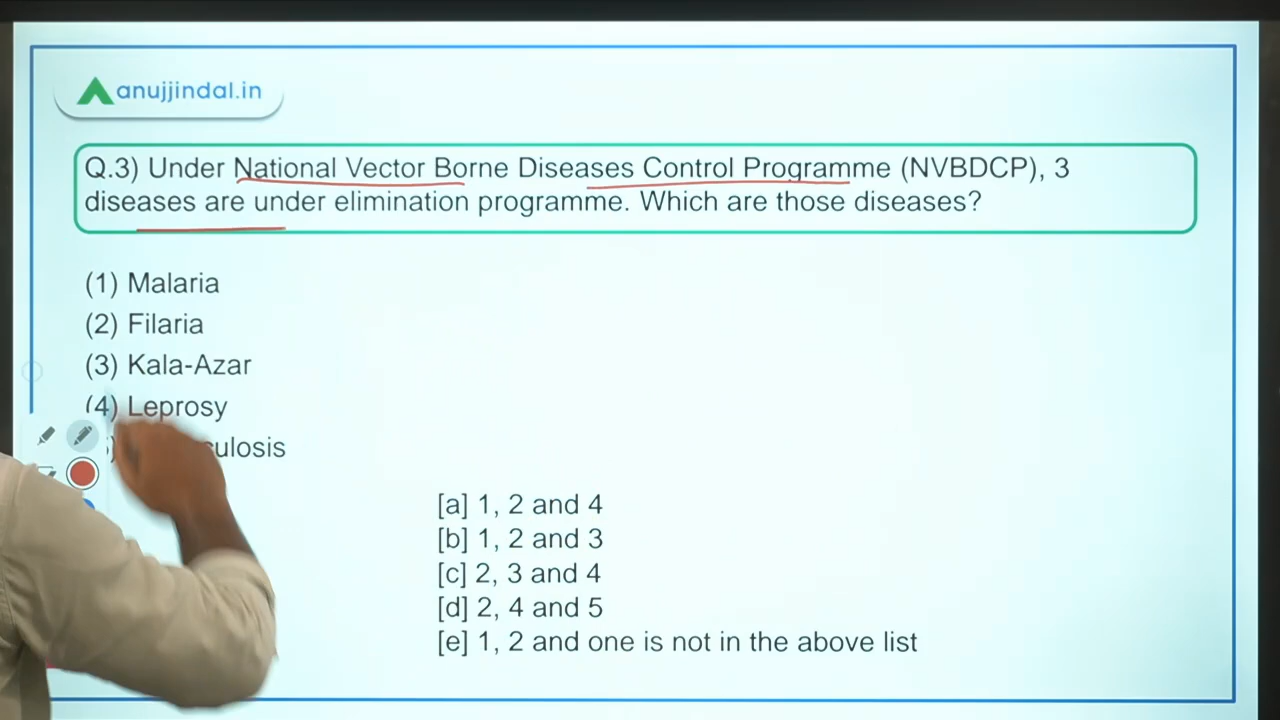 anujjindal.in
Q.3) Under National Vector Borne Diseases Control Programme (NVBDCP), 3
diseases are under elimination programme. Which are those diseases?
(1) Malaria
(2) Filaria
(3) Kala-Azar
(4) Leprosy
culosis
[a] 1, 2 and 4
[b] 1, 2 and 3
[c] 2, 3 and 4
[d] 2, 4 and 5
[e] 1, 2 and one is not in the above list